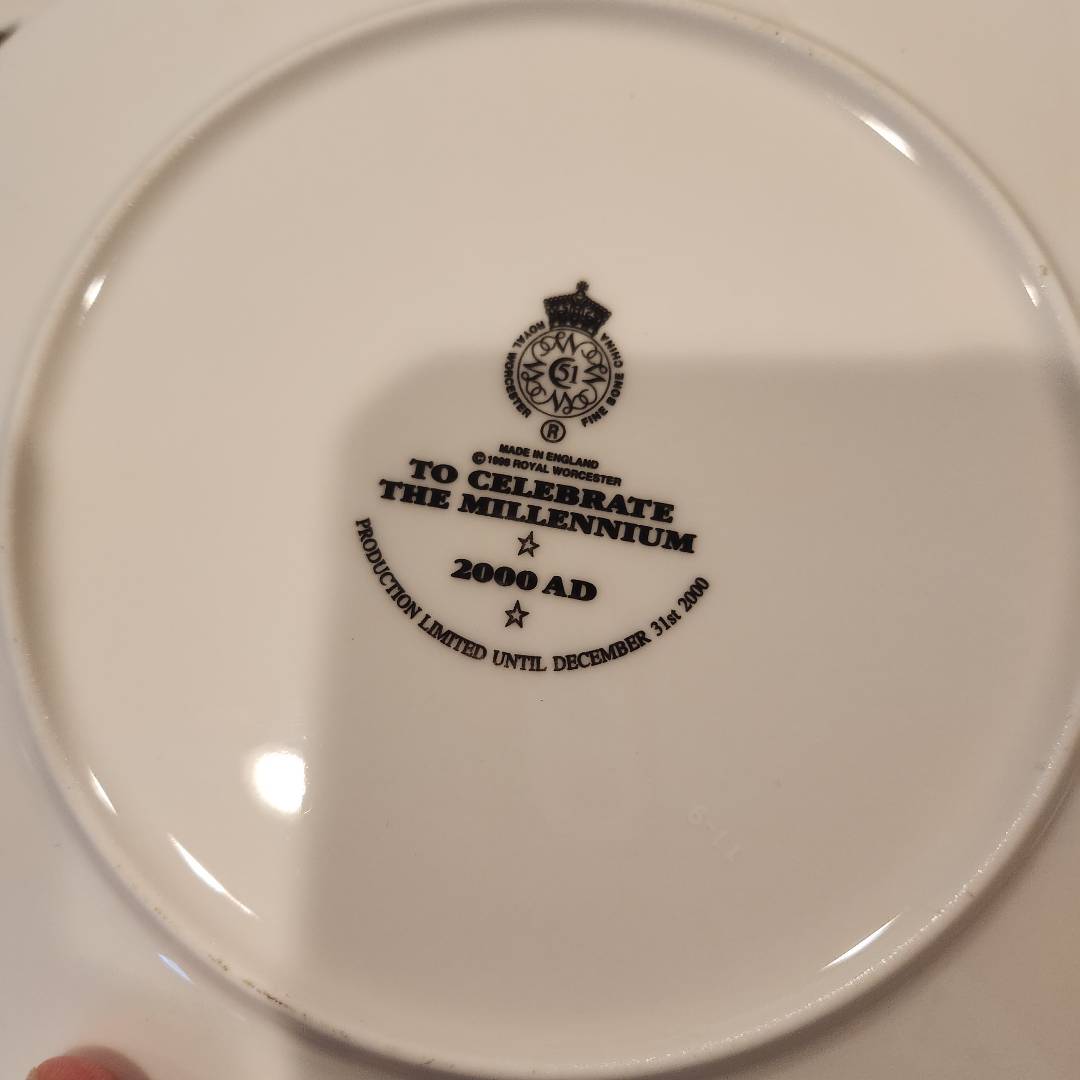 ROYAL WORCESTER
FINE BONE CHINA
51
®
MADE IN ENGLAND
© 1998 ROYAL WORCESTER
TO CELEBRATE
THE MILLENNIUM
2000 AD
PRODUCTION LIMITED UNTIL DECEMBER 31st 2000